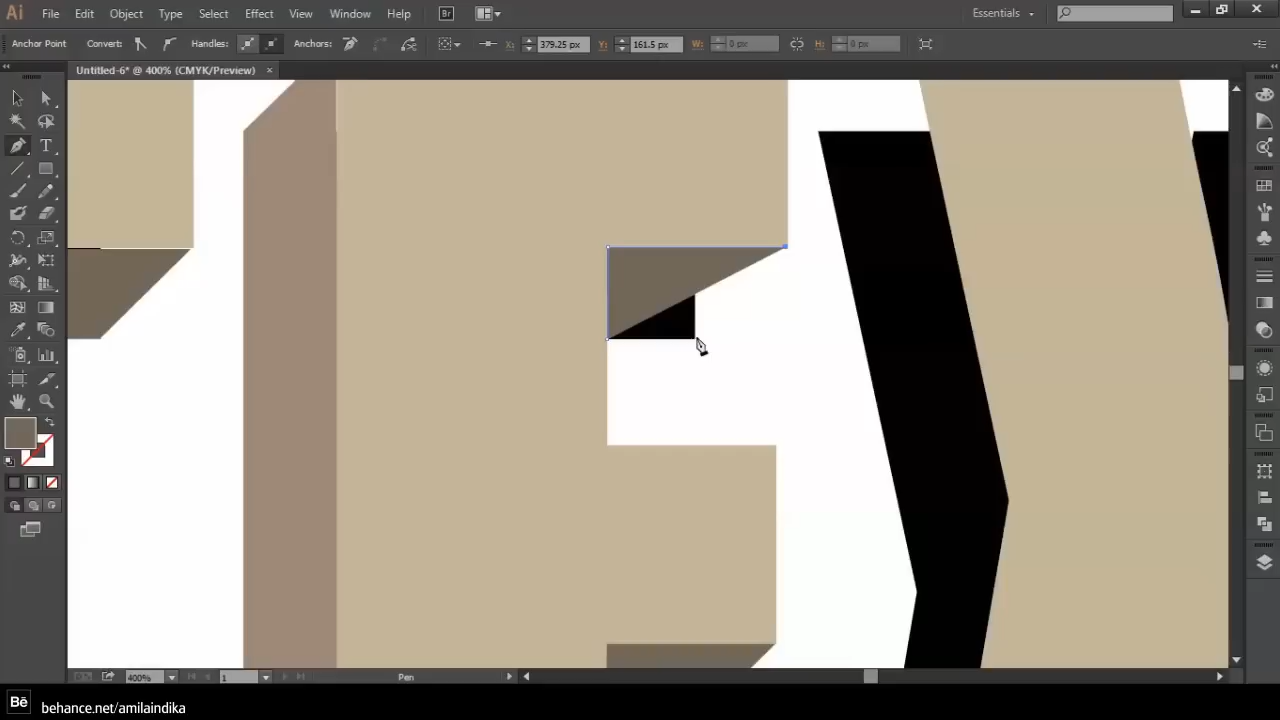 Ai File Edit Object Type Select Effect View Window Help Br Essentials
Anchor Point Convert: Handles: Anchors: X: 379.25 px Y: 161.5 px W: 0 px H: 0 px
Untitled-6* @ 400% (CMYK/Preview) ×
T
400% 1 Pen
Bē behance.net/amilaindika